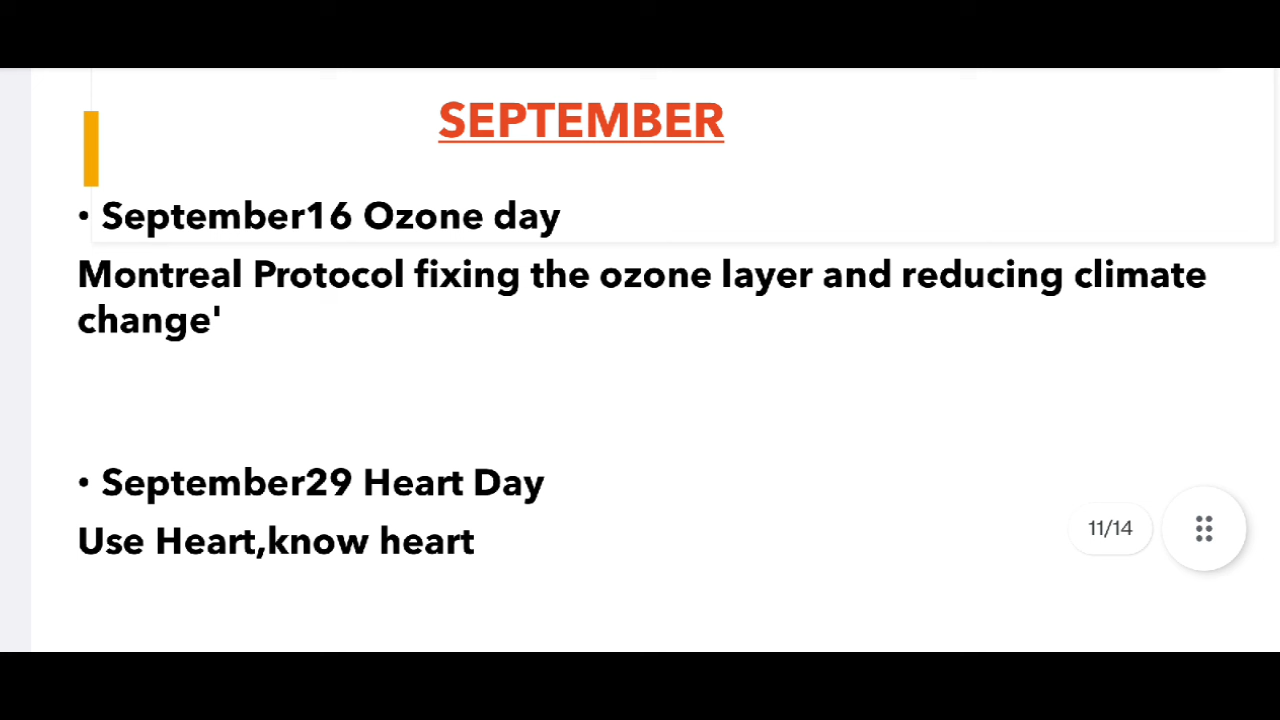 SEPTEMBER
• September16 Ozone day
Montreal Protocol fixing the ozone layer and reducing climate
change'
• September29 Heart Day
Use Heart,know heart
11/14